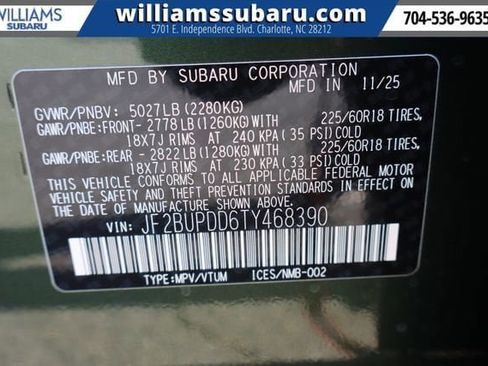 WILLIAMS
SUBARU
williamssubaru.com
5701 E. Independence Blvd. Charlotte, NC 28212
704-536-9635
MFD BY SUBARU CORPORATION
MFD IN 11/25
GVWR/PNBV: 5027LB(2280KG)
GAWR/PNBE:FRONT- 2778LB(1260KG)WITH 225/60R18 TIRES,
18X7J RIMS AT 240 KPA(35 PSI)COLD
GAWR/PNBE:REAR - 2822LB(1280KG)WITH 225/60R18 TIRES,
18X7J RIMS AT 230 KPA(33 PSI)COLD
THIS VEHICLE CONFORMS TO ALL APPLICABLE FEDERAL MOTOR
VEHICLE SAFETY AND THEFT PREVENTION STANDARDS IN EFFECT
ON THE DATE OF MANUFACTURE SHOWN ABOVE.
VIN: JF2BUPDD6TY468390
TYPE:MPV/VTUM ICES/NMB-002